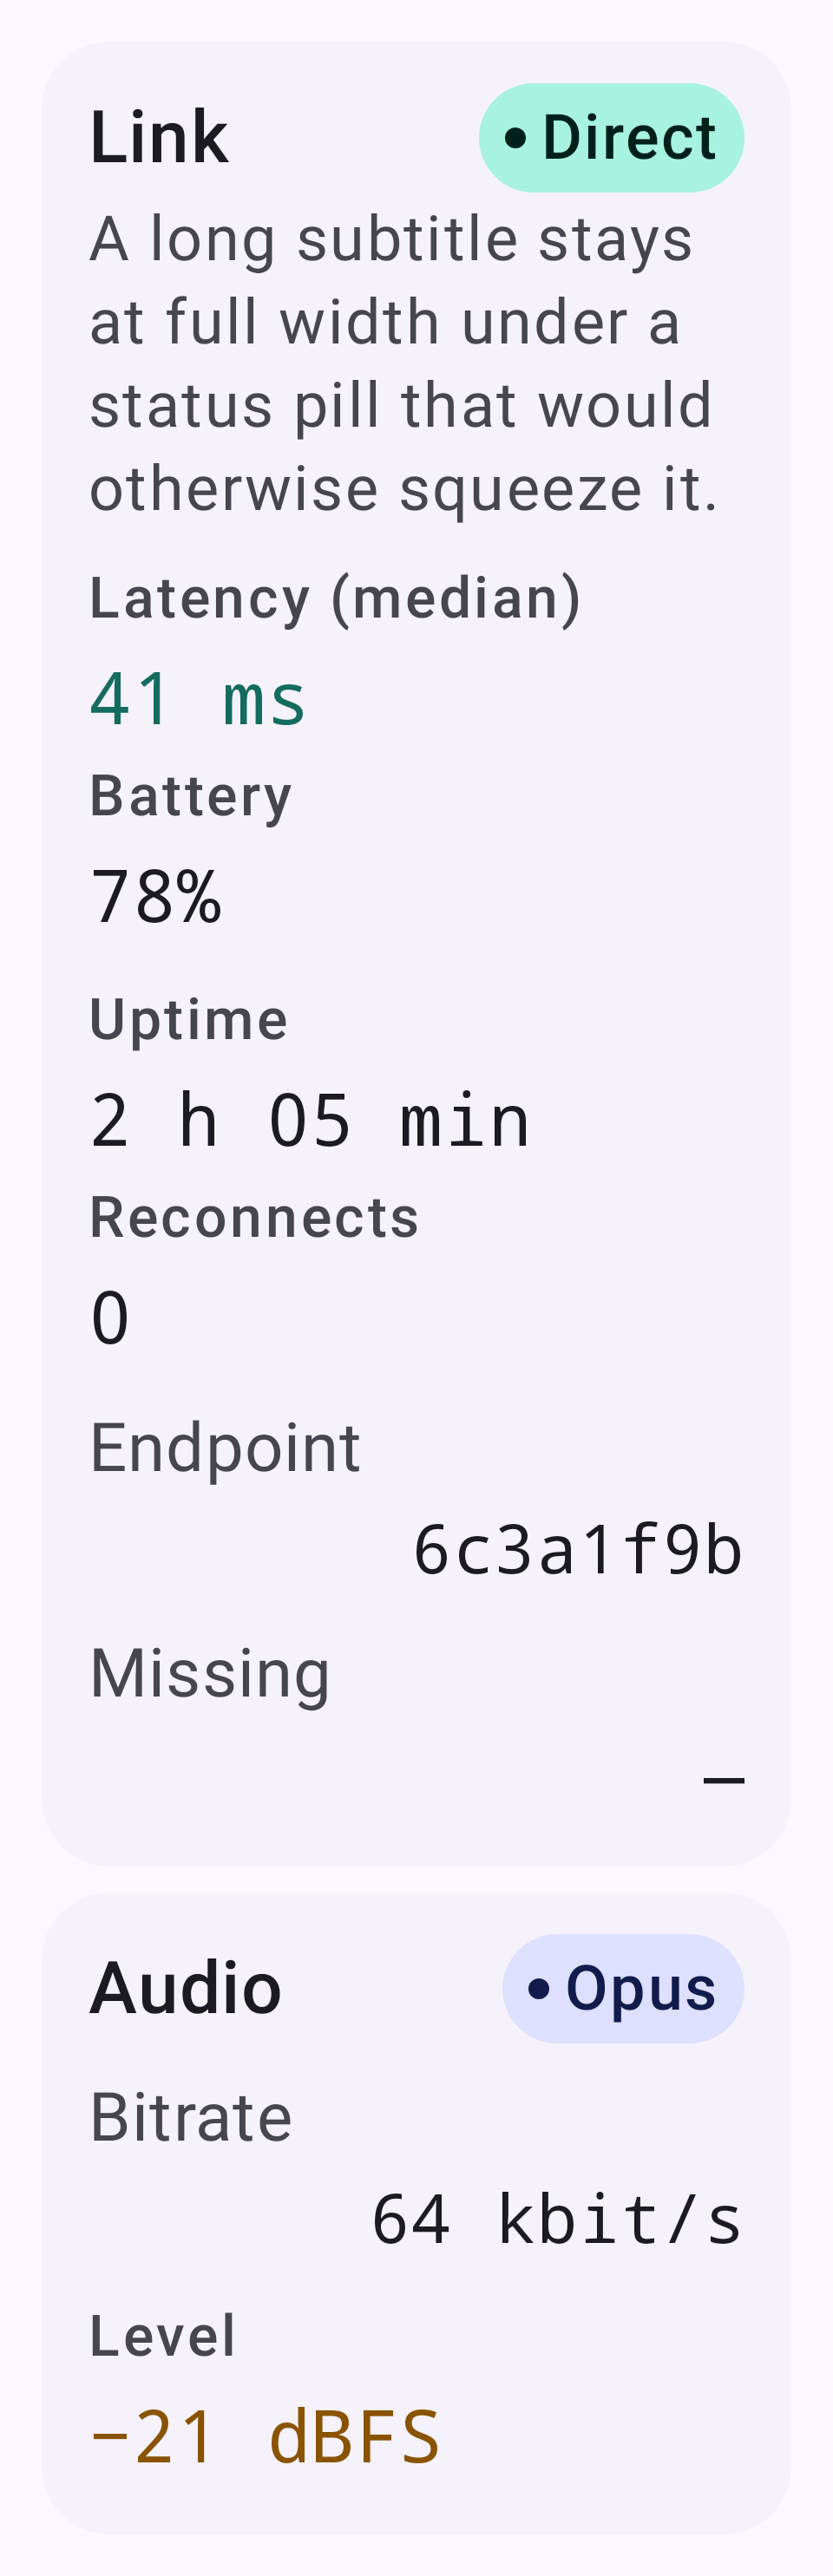 Link
• Direct
A long subtitle stays
at full width under a
status pill that would
otherwise squeeze it.
Latency (median)
41 ms
Battery
78%
Uptime
2 h 05 min
Reconnects
0
Endpoint
6c3a1f9b
Missing
—
Audio
• Opus
Bitrate
64 kbit/s
Level
−21 dBFS